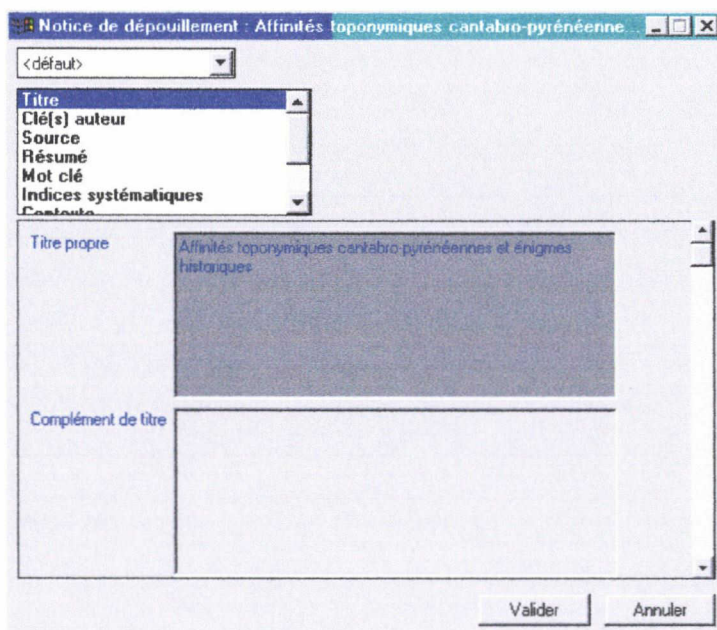 Notice de dépouillement : Affinités toponymiques cantabro-pyrénéenne...
<défaut>
Titre
Clé(s) auteur
Source
Résumé
Mot clé
Indices systématiques
Contexte
Titre propre
Affinités toponymiques cantabro-pyrénéennes et énigmes
historiques
Complément de titre
Valider
Annuler